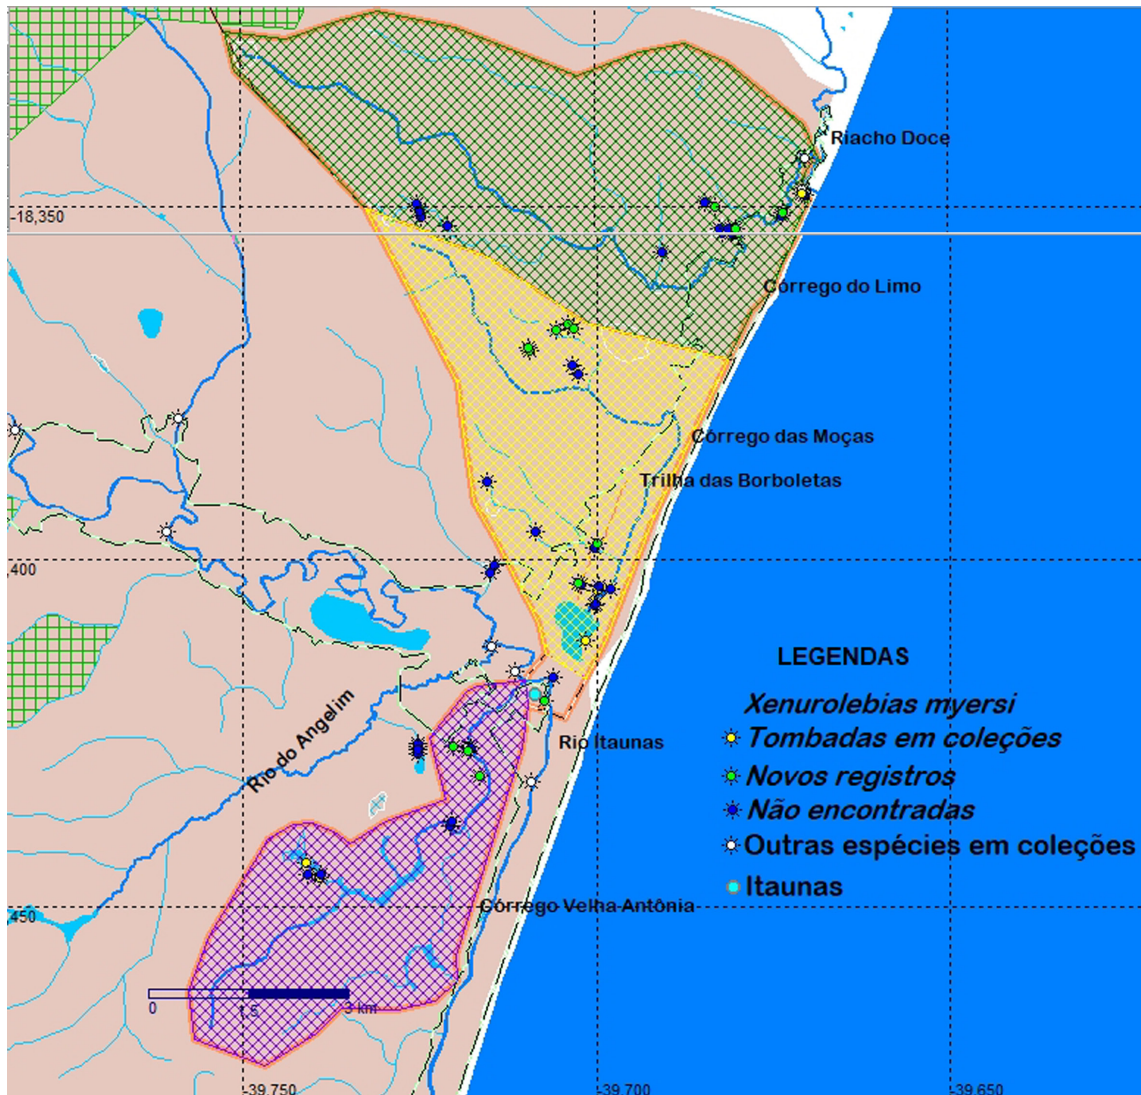 Riacho Doce
-18,350
Córrego do Limo
Córrego das Moças
Trilha das Borboletas
,400
LEGENDAS
Xenurolebias myersi
Tombadas em coleções
Novos registros
Não encontradas
Outras espécies em coleções
Itaunas
Rio do Angelim
Rio Itaunas
Córrego Velha Antônia
,450
0
3 km
-39,750
-39,700
-39,650